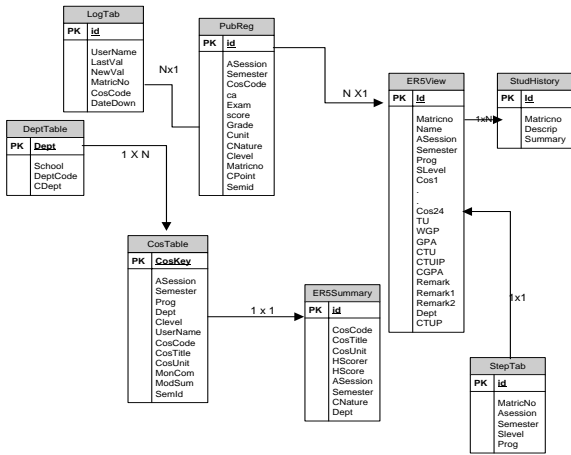 LogTab
PK id
UserName
LastVal
NewVal
MatricNo
CosCode
DateDown
Nx1
PubReg
PK id
ASession
Semester
CosCode
ca
Exam
score
Grade
Cunit
CNature
Clevel
Matricno
CPoint
Semid
N X1
ER5View
PK Id
Matricno
Name
ASession
Semester
Prog
SLevel
Cos1
.
.
Cos24
TU
WGP
GPA
CTU
CTUIP
CGPA
Remark
Remark1
Remark2
Dept
CTUP
1xN
StudHistory
PK Id
Matricno
Descrip
Summary
DeptTable
PK Dept
School
DeptCode
CDept
1 X N
CosTable
PK CosKey
ASession
Semester
Prog
Dept
Clevel
UserName
CosCode
CosTitle
CosUnit
MonCom
ModSum
SemId
1 x 1
ER5Summary
PK id
CosCode
CosTitle
CosUnit
HScorer
HScore
ASession
Semester
CNature
Dept
1x1
StepTab
PK id
MatricNo
Asession
Semester
Slevel
Prog